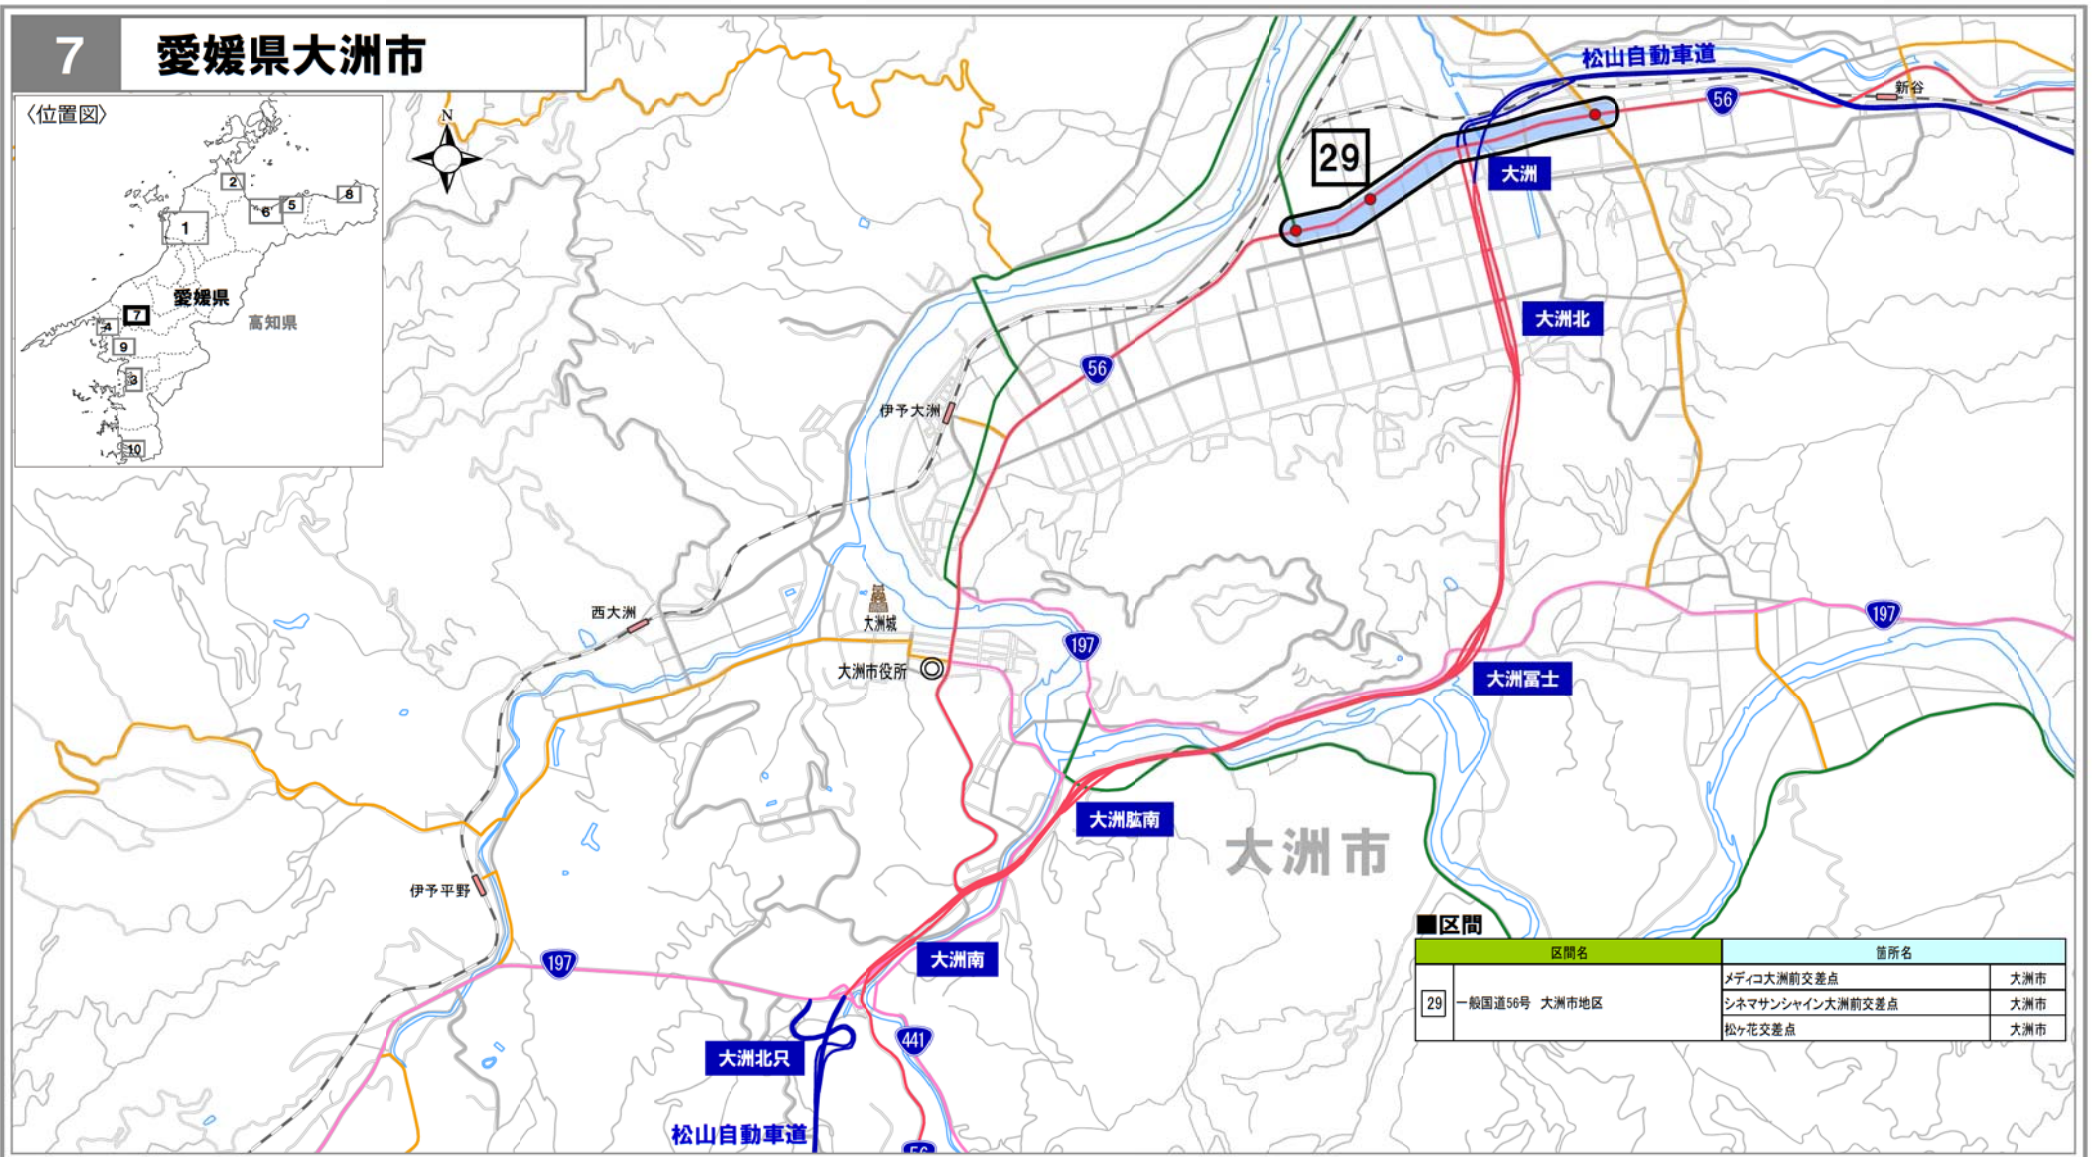 7 愛媛県大洲市
〈位置図〉
2
8
5
6
1
愛媛県
7
高知県
4
9
3
10
N
松山自動車道
新谷
56
29
大洲
大洲北
56
伊予大洲
西大洲
大洲城
197
197
大洲市役所
大洲冨士
大洲肱南
大洲市
伊予平野
大洲南
197
441
大洲北只
松山自動車道
56
■区間
区間名 箇所名
29 一般国道56号 大洲市地区
メディコ大洲前交差点 大洲市
シネマサンシャイン大洲前交差点 大洲市
松ヶ花交差点 大洲市